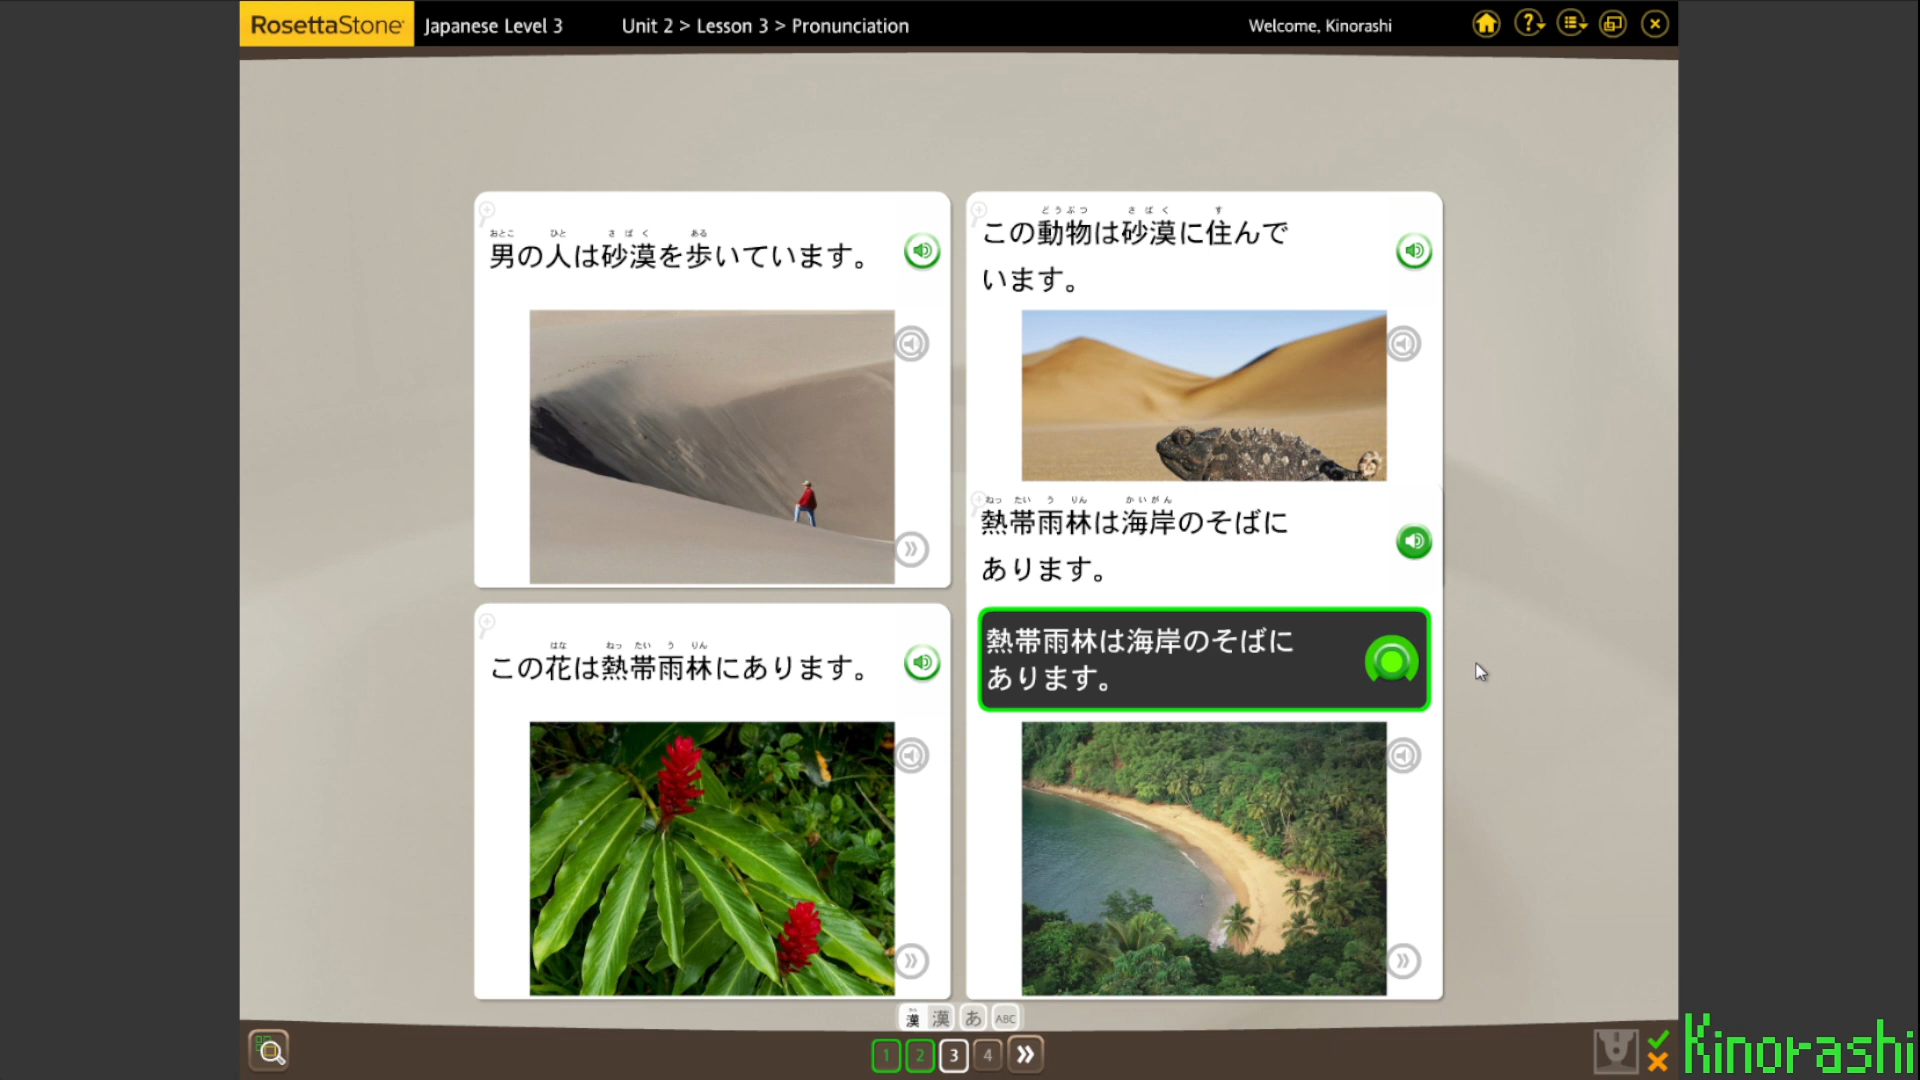 RosettaStone
Japanese Level 3
Unit 2 > Lesson 3 > Pronunciation
Welcome, Kinorashi
おとこ ひと さばく ある
男の人は砂漠を歩いています。
どうぶつ さばく す
この動物は砂漠に住んで
います。
はな ねっ たい う りん
この花は熱帯雨林にあります。
ねっ たい う りん かいがん
熱帯雨林は海岸のそばに
あります。
熱帯雨林は海岸のそばに
あります。
漢 漢 あ ABC
1 2 3 4
Kinorashi